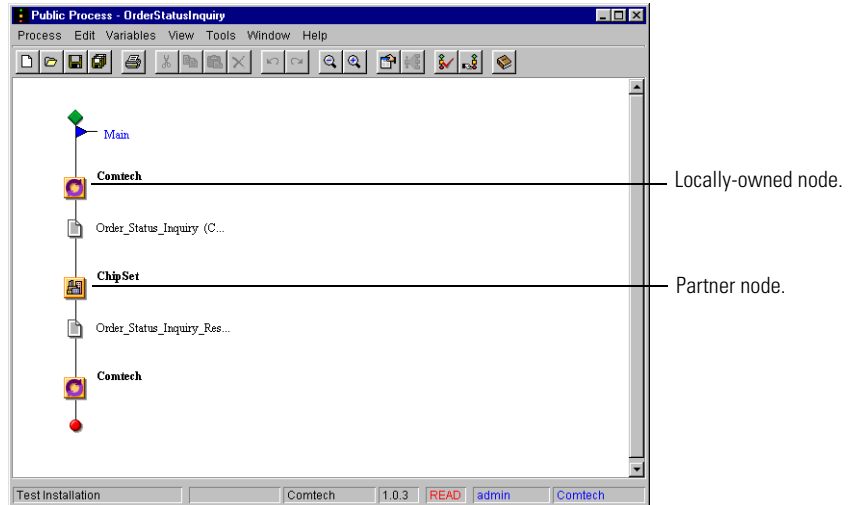 Public Process - OrderStatusInquiry
Process Edit Variables View Tools Window Help
Main
Comtech
Locally-owned node.
Order_Status_Inquiry (C...
ChipSet
Partner node.
Order_Status_Inquiry_Res...
Comtech
Test Installation Comtech 1.0.3 READ admin Comtech